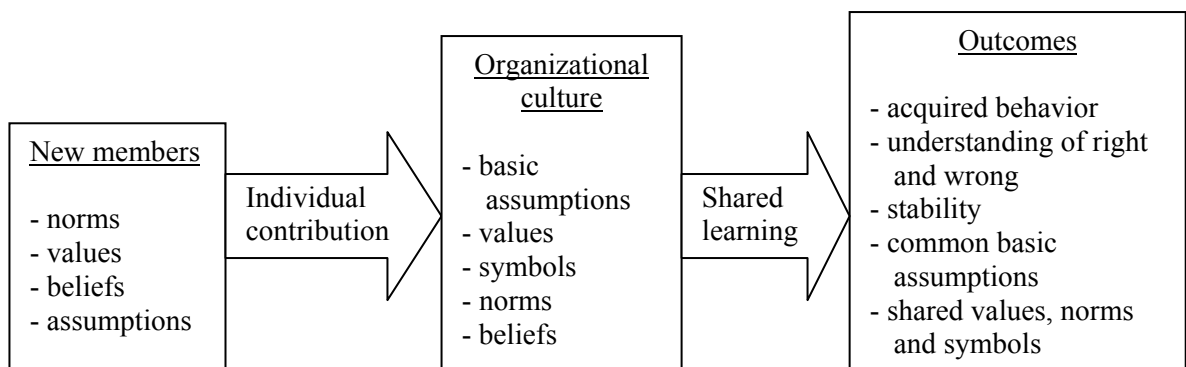 New members
- norms
- values
- beliefs
- assumptions
Individual
contribution
Organizational
culture
- basic
assumptions
- values
- symbols
- norms
- beliefs
Shared
learning
Outcomes
- acquired behavior
- understanding of right
and wrong
- stability
- common basic
assumptions
- shared values, norms
and symbols